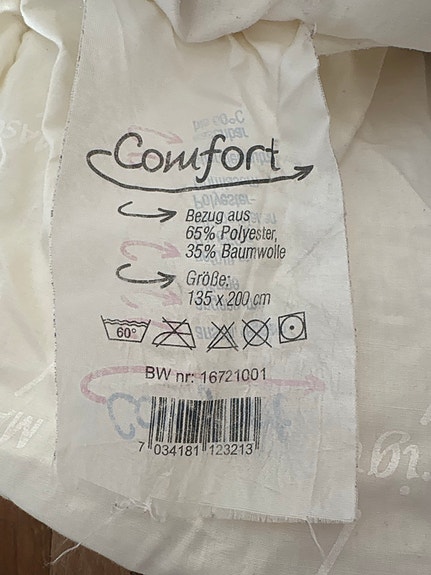 Comfort
Bezug aus
65% Polyester,
35% Baumwolle
Größe:
135 x 200 cm
60°
BW nr: 16721001
7 034181 123213